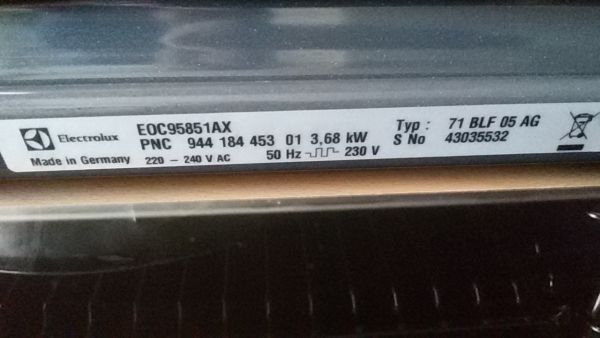 Electrolux EOC95851AX Typ : 71 BLF 05 AG
PNC 944 184 453 01 3,68 kW S No 43035532
Made in Germany 220 – 240 V AC 50 Hz 230 V